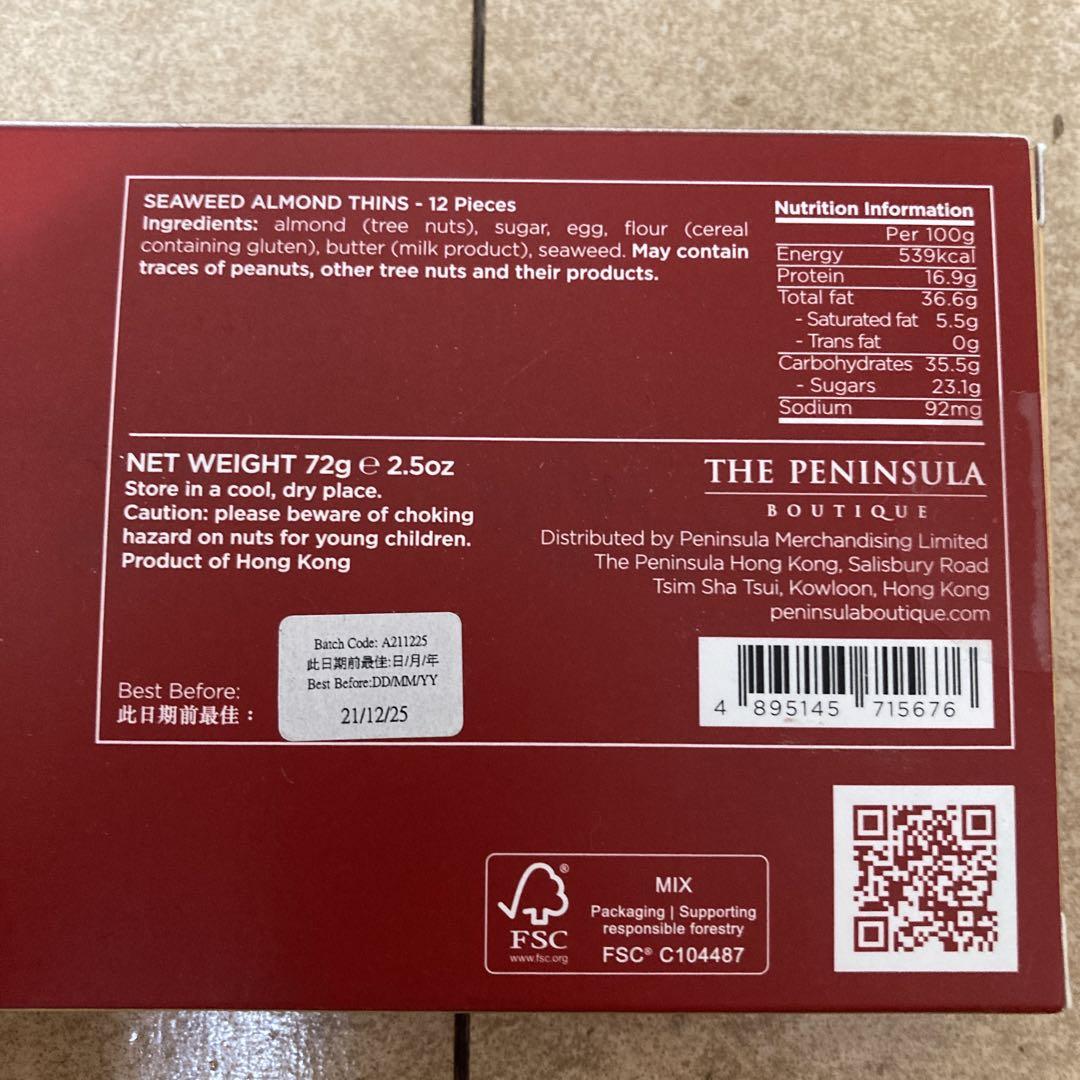 SEAWEED ALMOND THINS - 12 Pieces
Ingredients: almond (tree nuts), sugar, egg, flour (cereal
containing gluten), butter (milk product), seaweed. May contain
traces of peanuts, other tree nuts and their products.
Nutrition Information
Per 100g
Energy 539kcal
Protein 16.9g
Total fat 36.6g
- Saturated fat 5.5g
- Trans fat 0g
Carbohydrates 35.5g
- Sugars 23.1g
Sodium 92mg
NET WEIGHT 72g ℮ 2.5oz
Store in a cool, dry place.
Caution: please beware of choking
hazard on nuts for young children.
Product of Hong Kong
THE PENINSULA
BOUTIQUE
Distributed by Peninsula Merchandising Limited
The Peninsula Hong Kong, Salisbury Road
Tsim Sha Tsui, Kowloon, Hong Kong
peninsulaboutique.com
Best Before:
此日期前最佳：
Batch Code: A211225
此日期前最佳:日/月/年
Best Before:DD/MM/YY
21/12/25
4 895145 715676
FSC®
www.fsc.org
MIX
Packaging | Supporting
responsible forestry
FSC® C104487